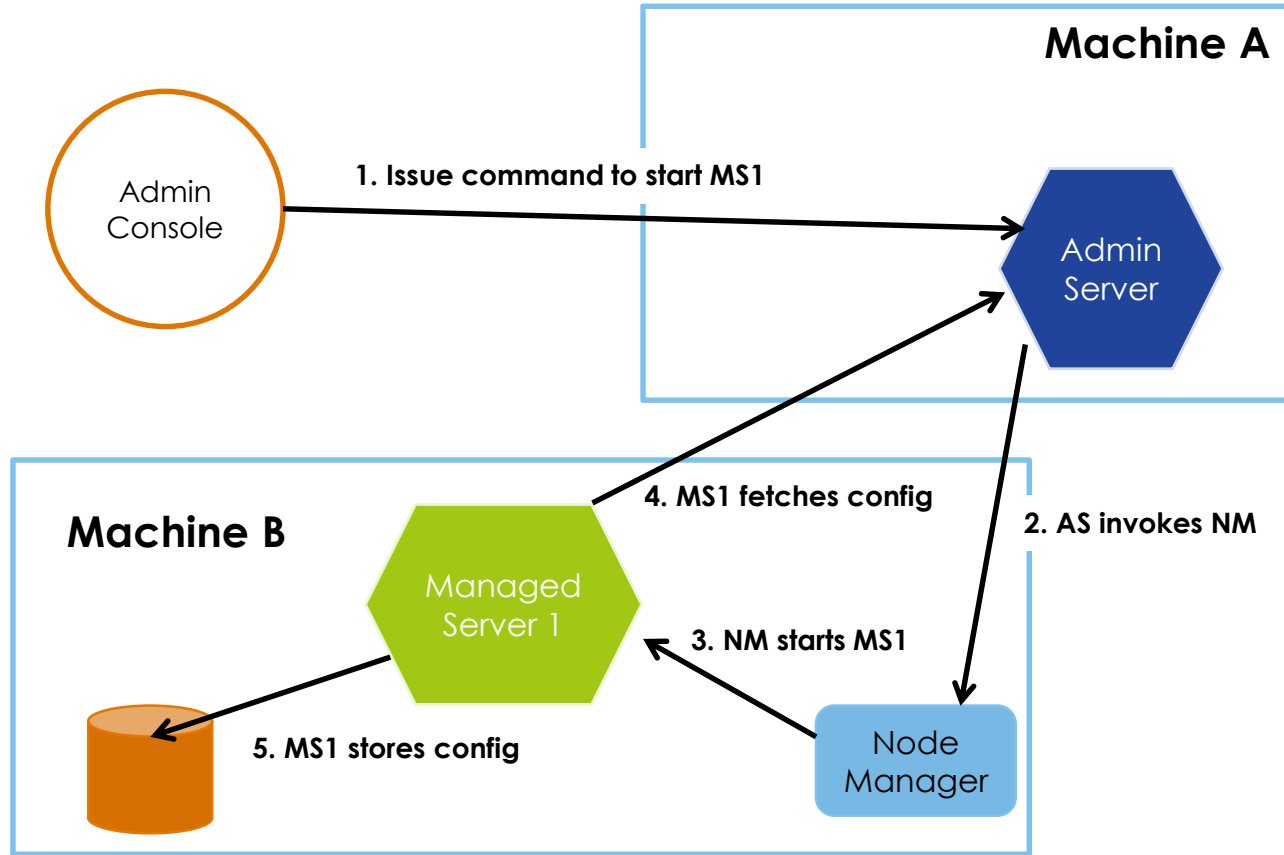 Machine A
1. Issue command to start MS1
Admin
Console
Admin
Server
4. MS1 fetches config
2. AS invokes NM
Machine B
Managed
Server 1
3. NM starts MS1
5. MS1 stores config
Node
Manager